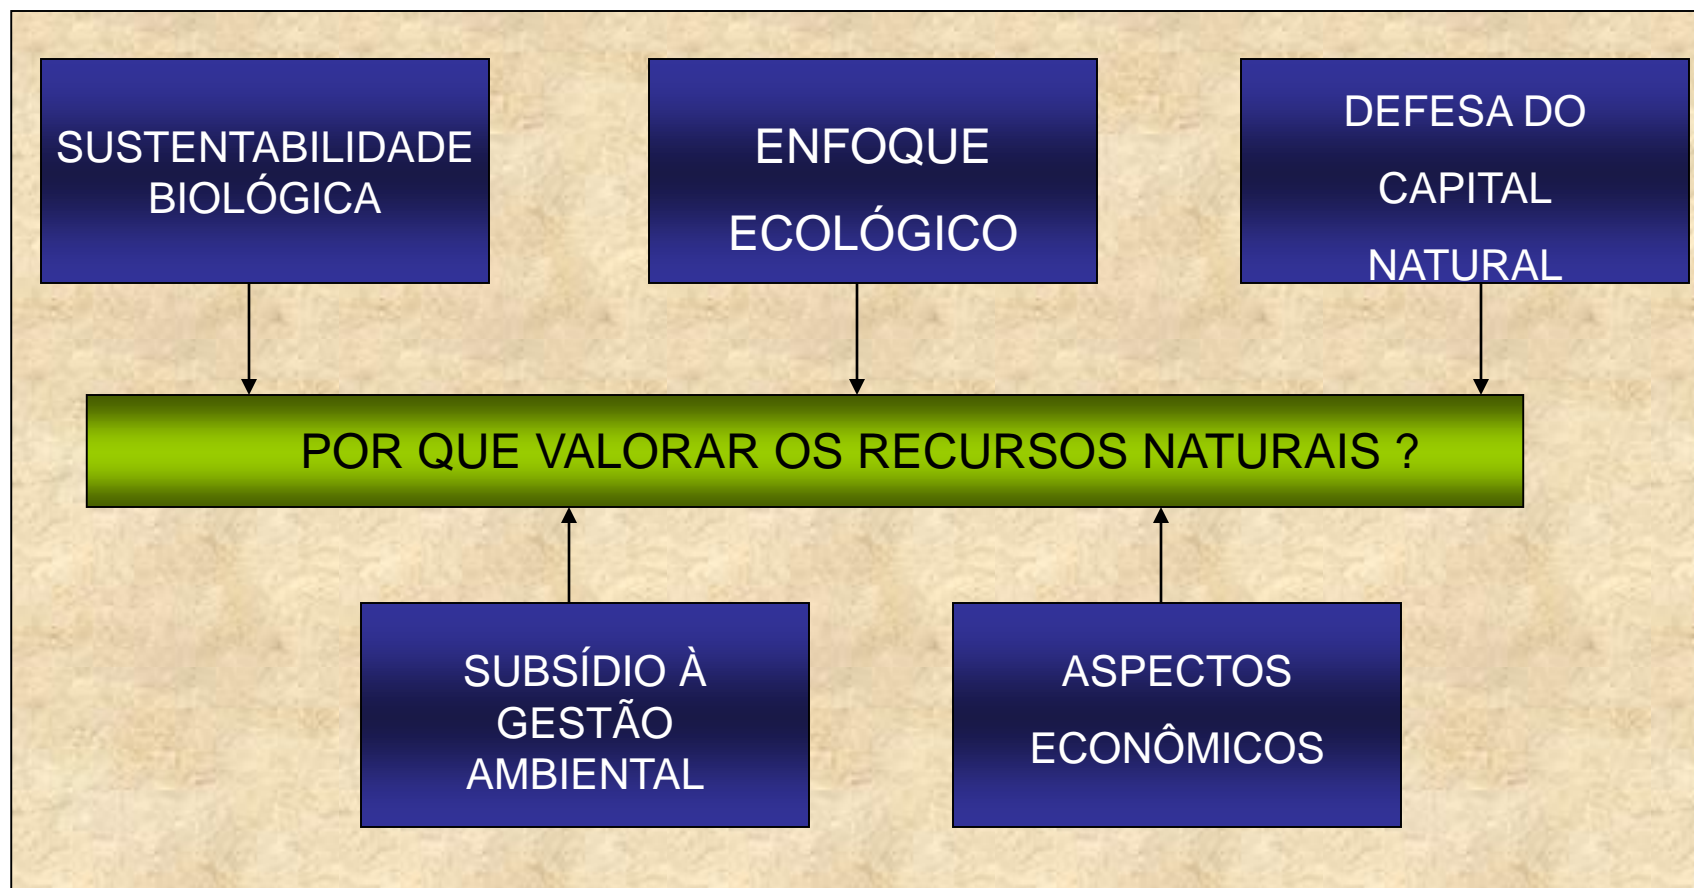 SUSTENTABILIDADE
BIOLÓGICA
ENFOQUE
ECOLÓGICO
DEFESA DO
CAPITAL
NATURAL
POR QUE VALORAR OS RECURSOS NATURAIS ?
SUBSÍDIO À
GESTÃO
AMBIENTAL
ASPECTOS
ECONÔMICOS